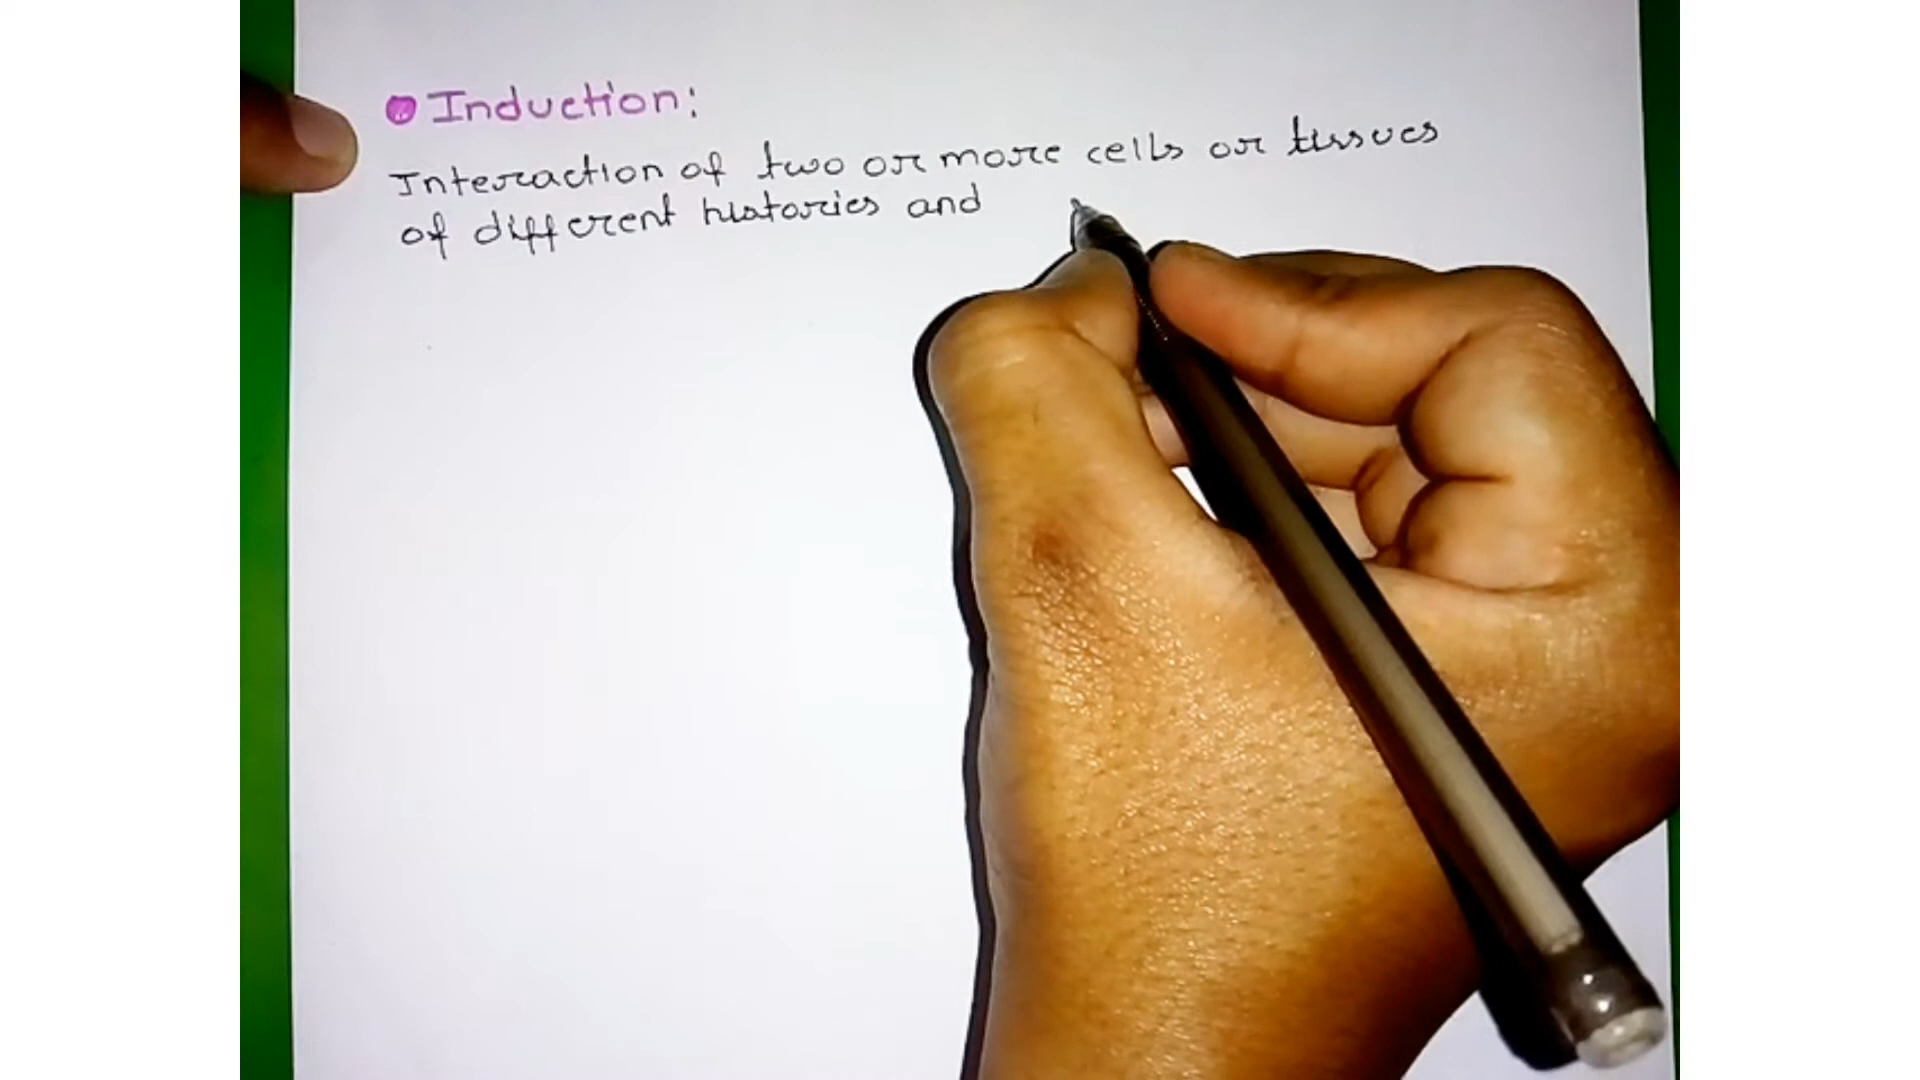 Induction:
Interaction of two or more cells or tissues
of different histories and